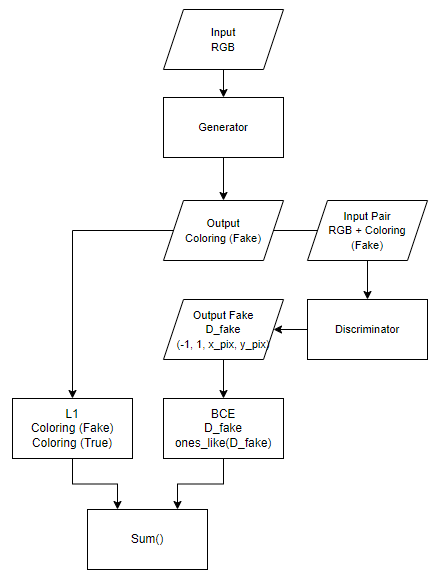 Input
RGB
Generator
Output
Coloring (Fake)
Input Pair
RGB + Coloring
(Fake)
Output Fake
D_fake
(-1, 1, x_pix, y_pix)
Discriminator
L1
Coloring (Fake)
Coloring (True)
BCE
D_fake
ones_like(D_fake)
Sum()